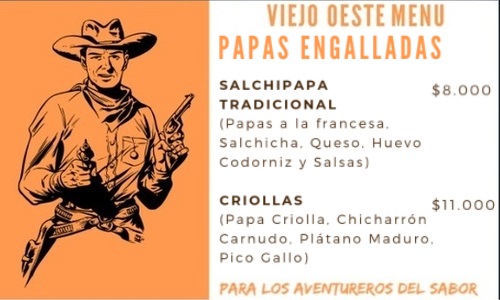 VIEJO OESTE MENU
PAPAS ENGALLADAS
SALCHIPAPA $8.000
TRADICIONAL
(Papas a la francesa,
Salchicha, Queso, Huevo
Codorniz y Salsas)
CRIOLLAS $11.000
(Papa Criolla, Chicharrón
Carnudo, Plátano Maduro,
Pico Gallo)
PARA LOS AVENTUREROS DEL SABOR